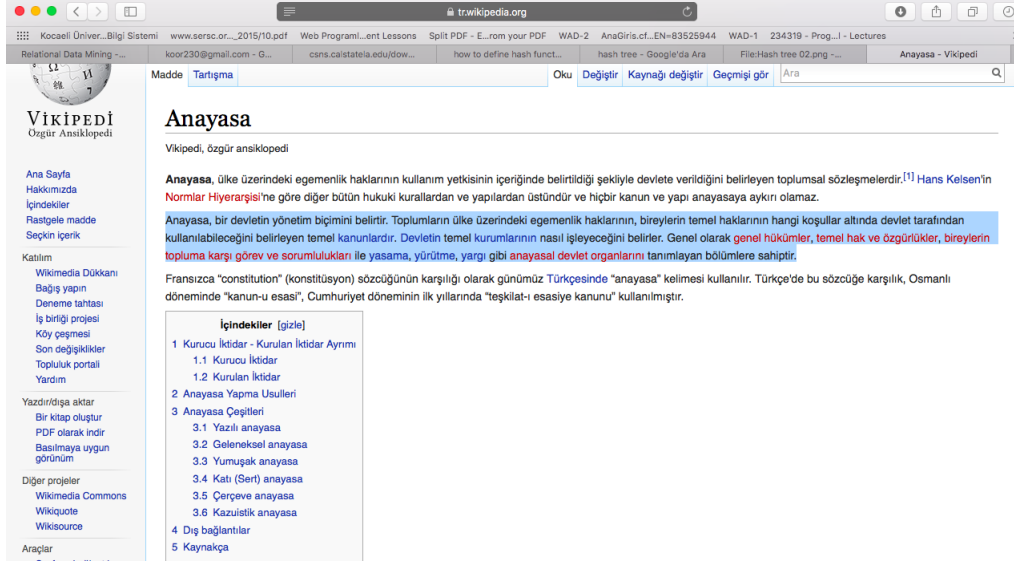 tr.wikipedia.org
Kocaeli Üniver...Bilgi Sistemi www.sersc.or..._2015/10.pdf Web Programl...ent Lessons Split PDF - E...rom your PDF WAD-2 AnaGiris.cf...EN=83525944 WAD-1 234319 - Prog...l - Lectures
Relational Data Mining -... koor230@gmail.com - G... csns.calstatela.edu/dow... how to define hash funct... hash tree - Google'da Ara File:Hash tree 02.png -... Anayasa - Vikipedi
Madde Tartışma Oku Değiştir Kaynağı değiştir Geçmişi gör Ara
VİKİPEDİ
Özgür Ansiklopedi
Anayasa
Vikipedi, özgür ansiklopedi
Anayasa, ülke üzerindeki egemenlik haklarının kullanım yetkisinin içeriğinde belirtildiği şekliyle devlete verildiğini belirleyen toplumsal sözleşmelerdir.[1] Hans Kelsen'in
Normlar Hiyerarşisi'ne göre diğer bütün hukuki kurallardan ve yapılardan üstündür ve hiçbir kanun ve yapı anayasaya aykırı olamaz.
Anayasa, bir devletin yönetim biçimini belirtir. Toplumların ülke üzerindeki egemenlik haklarının, bireylerin temel haklarının hangi koşullar altında devlet tarafından
kullanılabileceğini belirleyen temel kanunlardır. Devletin temel kurumlarının nasıl işleyeceğini belirler. Genel olarak genel hükümler, temel hak ve özgürlükler, bireylerin
topluma karşı görev ve sorumlulukları ile yasama, yürütme, yargı gibi anayasal devlet organlarını tanımlayan bölümlere sahiptir.
Fransızca “constitution” (konstitüsyon) sözcüğünün karşılığı olarak günümüz Türkçesinde “anayasa” kelimesi kullanılır. Türkçe'de bu sözcüğe karşılık, Osmanlı
döneminde “kanun-u esasi”, Cumhuriyet döneminin ilk yıllarında “teşkilat-ı esasiye kanunu” kullanılmıştır.
İçindekiler [gizle]
1 Kurucu İktidar - Kurulan İktidar Ayrımı
1.1 Kurucu İktidar
1.2 Kurulan İktidar
2 Anayasa Yapma Usulleri
3 Anayasa Çeşitleri
3.1 Yazılı anayasa
3.2 Geleneksel anayasa
3.3 Yumuşak anayasa
3.4 Katı (Sert) anayasa
3.5 Çerçeve anayasa
3.6 Kazuistik anayasa
4 Dış bağlantılar
5 Kaynakça
Ana Sayfa
Hakkımızda
İçindekiler
Rastgele madde
Seçkin içerik
Katılım
Wikimedia Dükkanı
Bağış yapın
Deneme tahtası
İş birliği projesi
Köy çeşmesi
Son değişiklikler
Topluluk portali
Yardım
Yazdır/dışa aktar
Bir kitap oluştur
PDF olarak indir
Basılmaya uygun
görünüm
Diğer projeler
Wikimedia Commons
Wikiquote
Wikisource
Araçlar